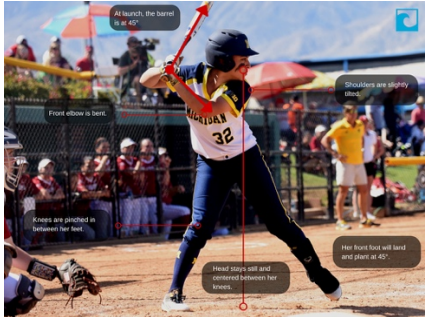 At launch, the barrel
is at 45°
Shoulders are slightly
tilted.
Front elbow is bent.
MICHIGAN
32
Knees are pinched in
between her feet.
Her front foot will land
and plant at 45°.
Head stays still and
centered between her
knees.